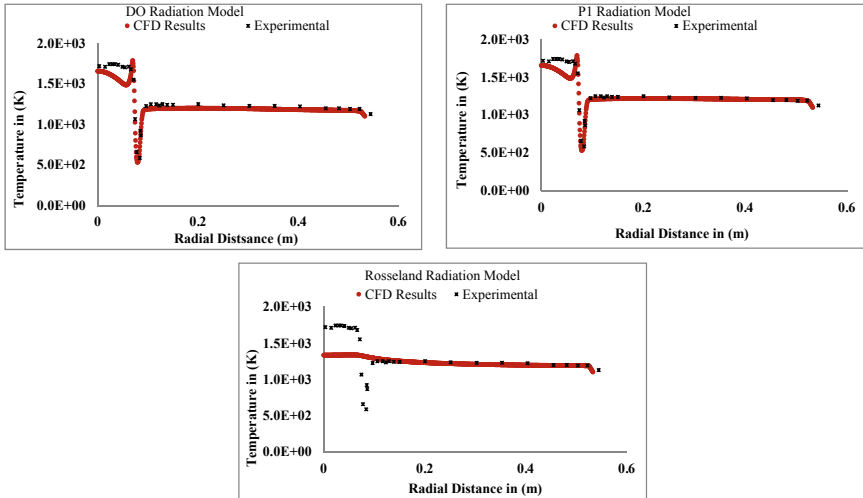 DO Radiation Model
CFD Results
Experimental
2.0E+03
1.5E+03
1.0E+03
5.0E+02
0.0E+00
Temperature in (K)
0
0.2
0.4
0.6
Radial Distsance (m)
P1 Radiation Model
CFD Results
Experimental
2.0E+03
1.5E+03
1.0E+03
5.0E+02
0.0E+00
Temperature in (K)
0
0.2
0.4
0.6
Radial Distance in (m)
Rosseland Radiation Model
CFD Results
Experimental
2.0E+03
1.5E+03
1.0E+03
5.0E+02
0.0E+00
Temperature in (K)
0
0.2
0.4
0.6
Radial Distance in (m)